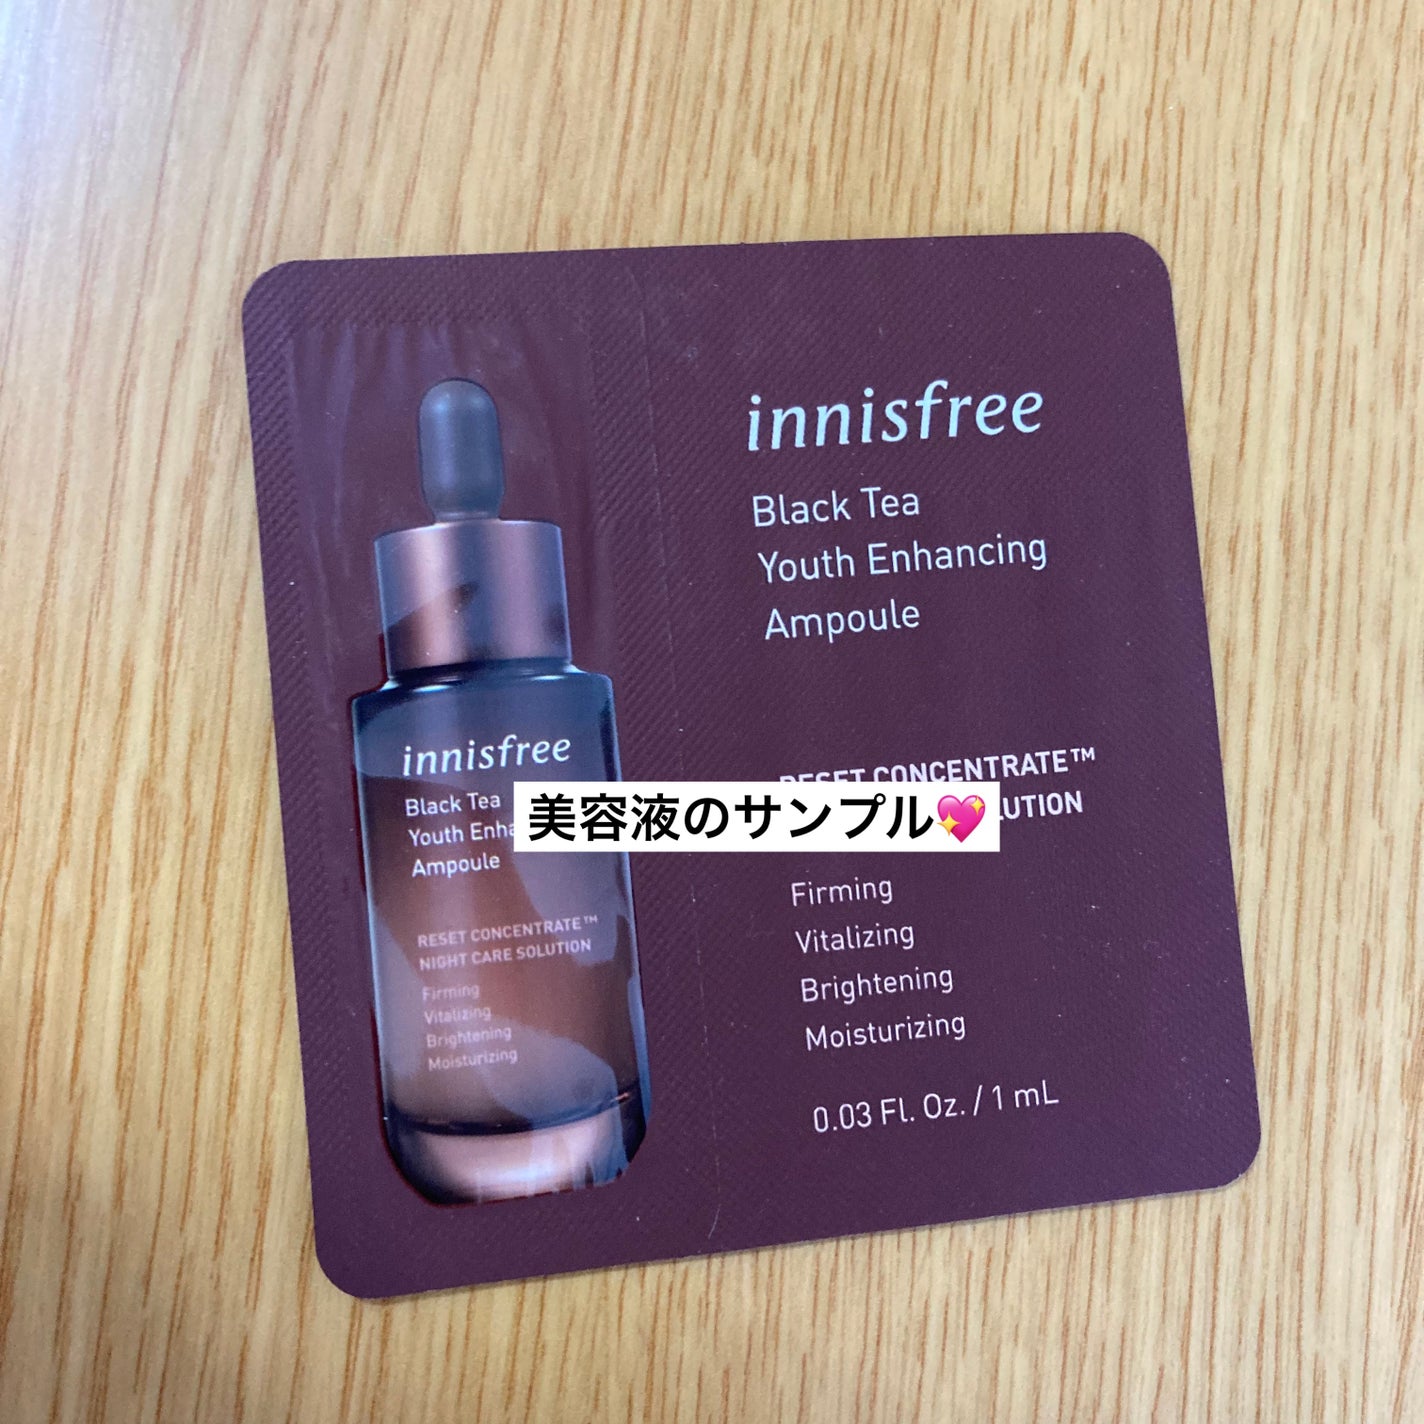 innisfree
Black Tea
Youth Enhancing
Ampoule
RESET CONCENTRATE™
Firming
Vitalizing
Brightening
Moisturizing
0.03 Fl. Oz. / 1 mL
innisfree
Black Tea
Youth
Ampoule
RESET CONCENTRATE™
NIGHT CARE SOLUTION
Firming
Vitalizing
Brightening
Moisturizing
美容液のサンプル💖